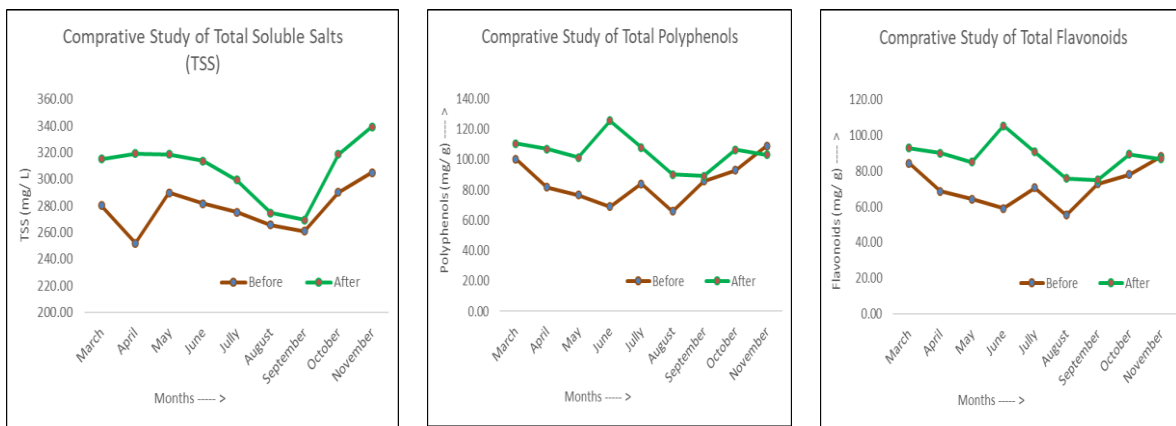 Comprative Study of Total Soluble Salts
(TSS)
TSS (mg/ L)
360.00
340.00
320.00
300.00
280.00
260.00
240.00
220.00
200.00
Before
After
March
April
May
June
Jully
August
September
October
November
Months ----- >
Comprative Study of Total Polyphenols
Polyphenols (mg/ g) ----- >
140.00
120.00
100.00
80.00
60.00
40.00
20.00
0.00
Before
After
March
April
May
June
Jully
August
September
October
November
Months ----- >
Comprative Study of Total Flavonoids
Flavonoids (mg/ g) ----- >
120.00
100.00
80.00
60.00
40.00
20.00
0.00
Before
After
March
April
May
June
Jully
August
September
October
November
Months ----- >